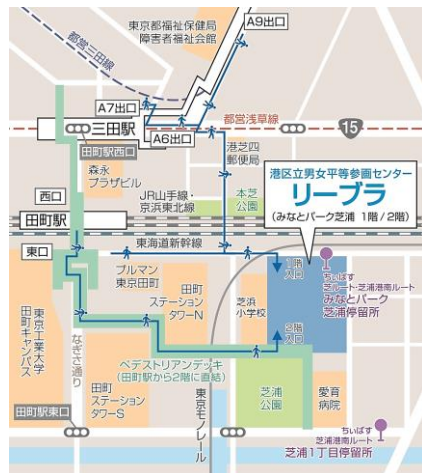 東京都福祉保健局
障害者福祉会館
A9出口
都営三田線
A7出口
三田駅
都営浅草線
15
田町駅西口
A6出口
港芝四
郵便局
森永
プラザビル
本芝
公園
港区立男女平等参画センター
リーブラ
(みなとパーク芝浦 1階/2階)
西口
JR山手線・
京浜東北線
田町駅
東口
東海道新幹線
プルマン
東京田町
1階
入口
ちぃばす
芝ルート・芝浦港南ルート
みなとパーク
芝浦停留所
田町
ステーション
タワーN
芝浜
小学校
東京工業大学
田町キャンパス
なぎさ通り
2階
入口
ペデストリアンデッキ
(田町駅から2階に直結)
田町
ステーション
タワーS
東京モノレール
芝浦
公園
愛育
病院
田町駅東口
ちぃばす
芝浦港南ルート
芝浦1丁目停留所